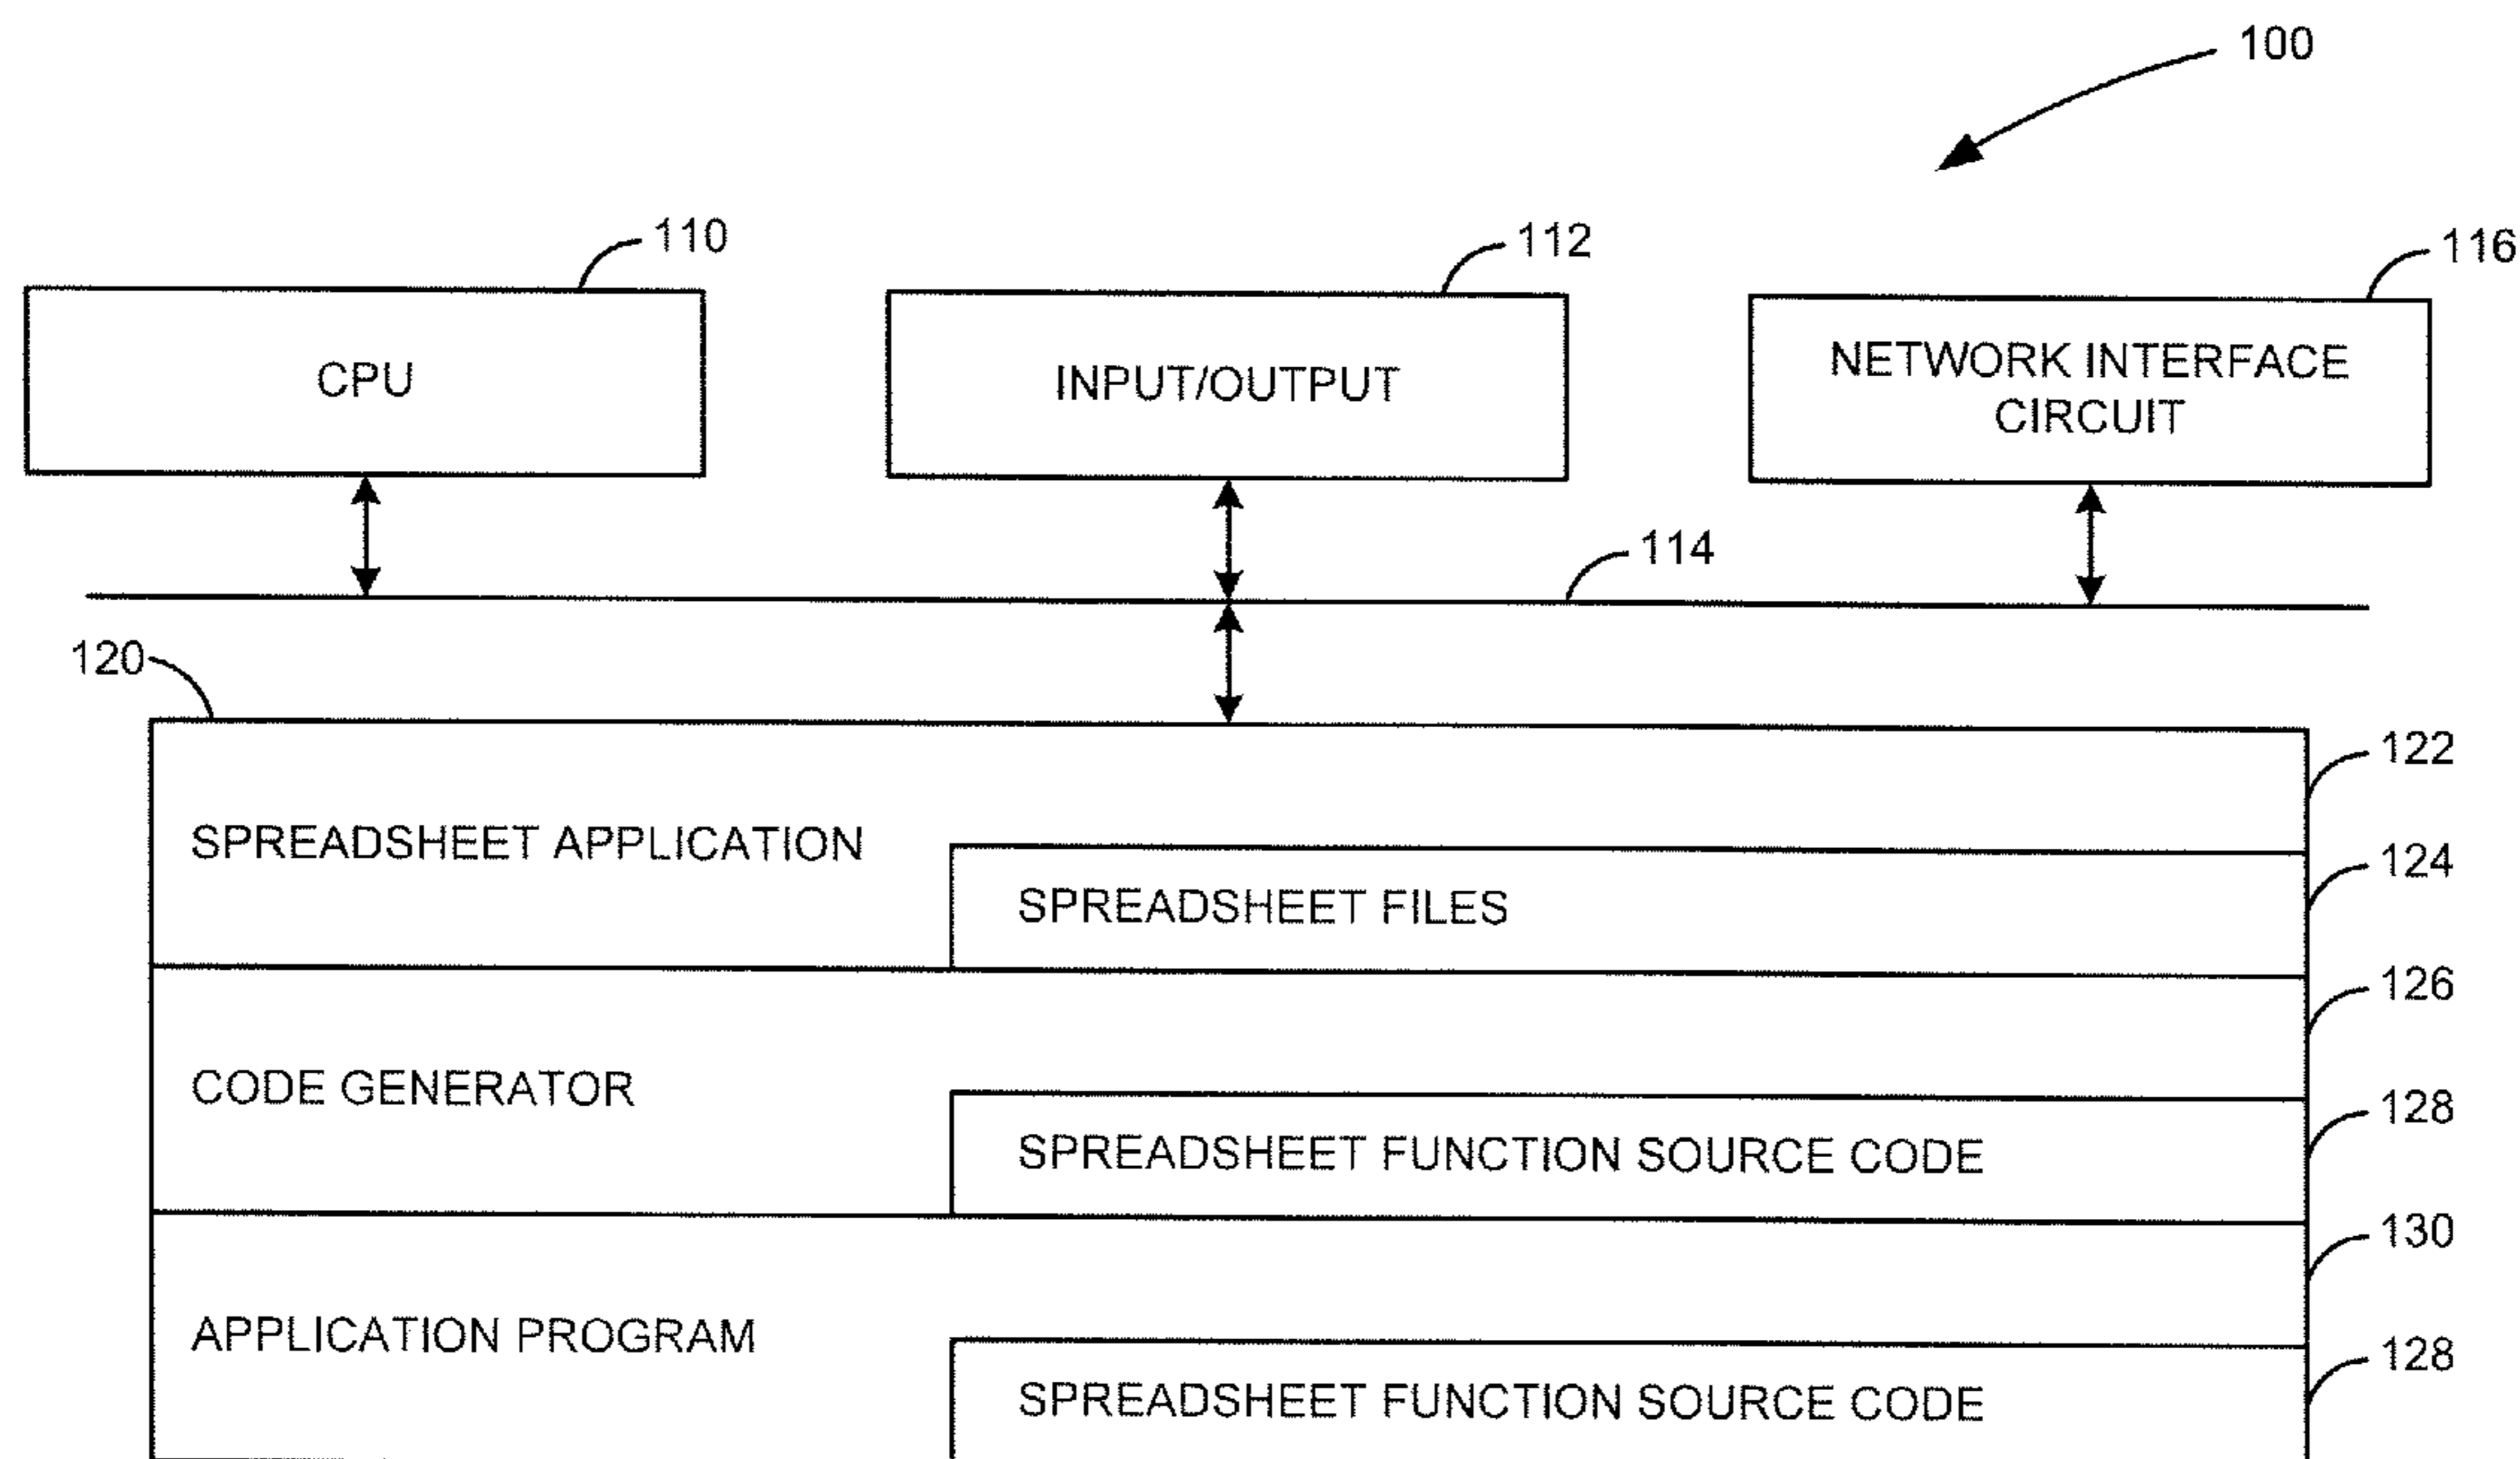 100
110
112
116
CPU
INPUT/OUTPUT
NETWORK INTERFACE
CIRCUIT
114
120
122
SPREADSHEET APPLICATION
124
SPREADSHEET FILES
126
CODE GENERATOR
128
SPREADSHEET FUNCTION SOURCE CODE
130
APPLICATION PROGRAM
128
SPREADSHEET FUNCTION SOURCE CODE